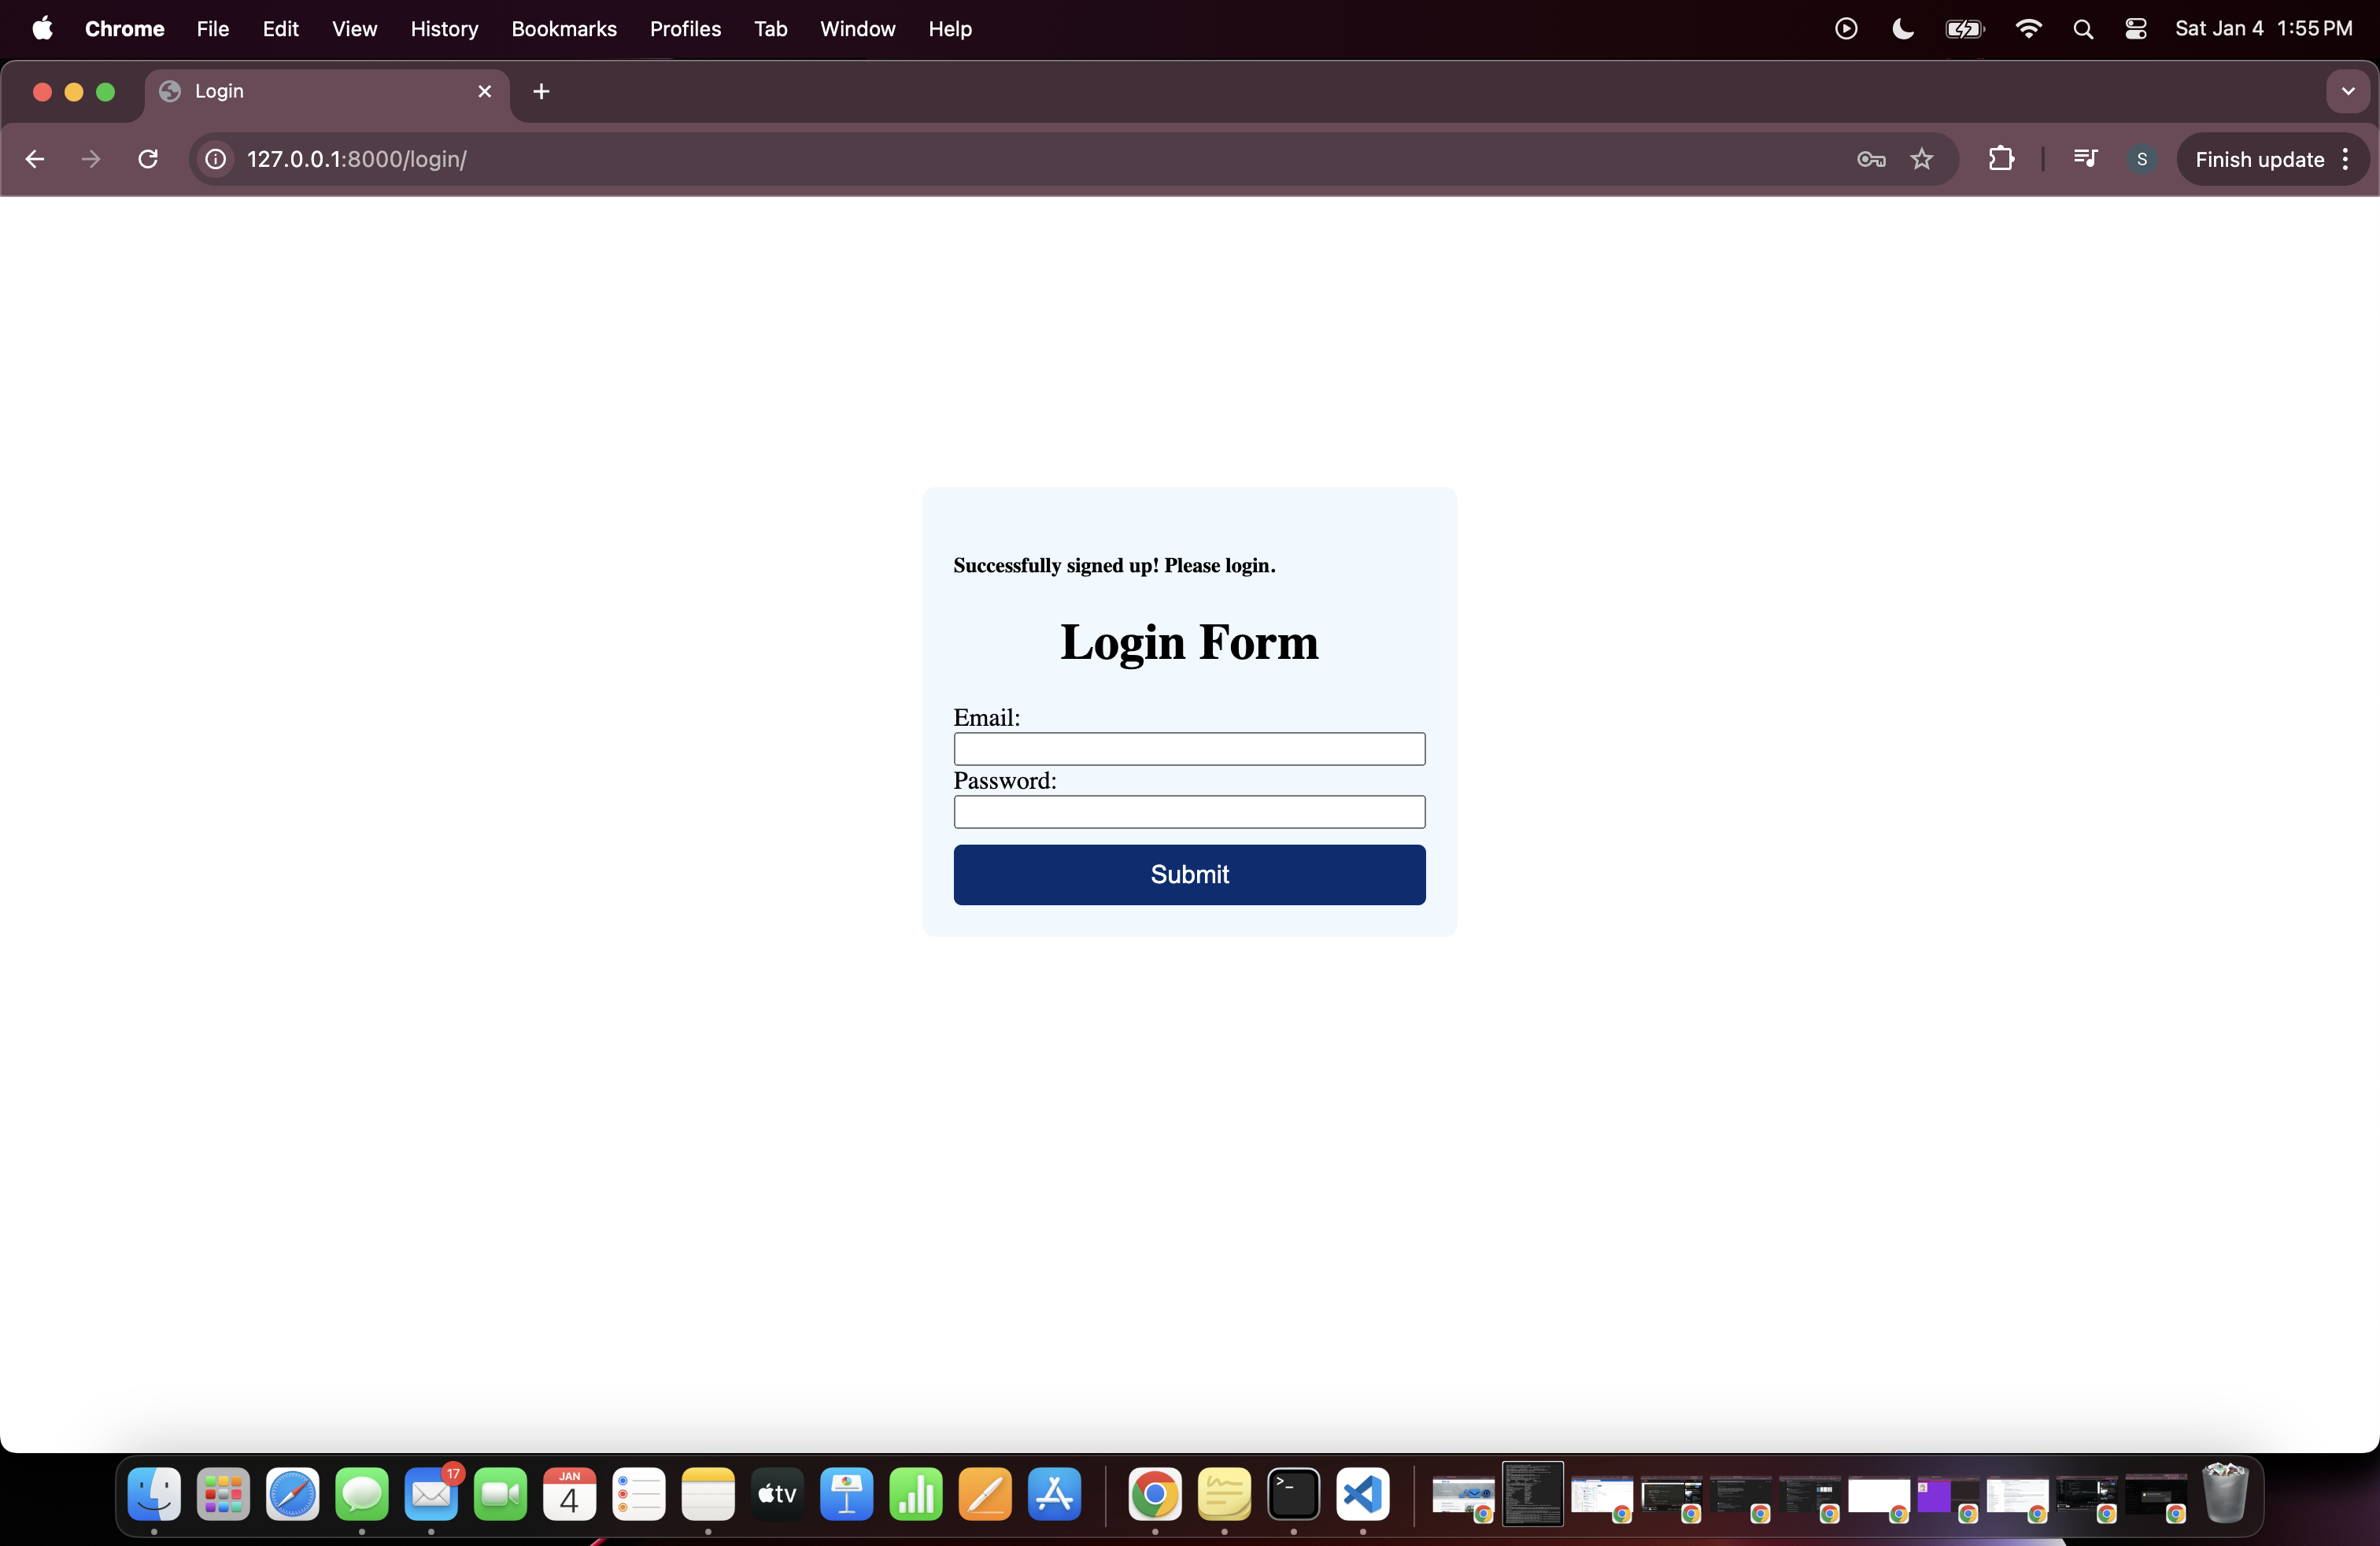 Chrome File Edit View History Bookmarks Profiles Tab Window Help Sat Jan 4 1:55 PM
Login
127.0.0.1:8000/login/ S Finish update
Successfully signed up! Please login.
Login Form
Email:
Password:
Submit
17
JAN
4
tv
>_